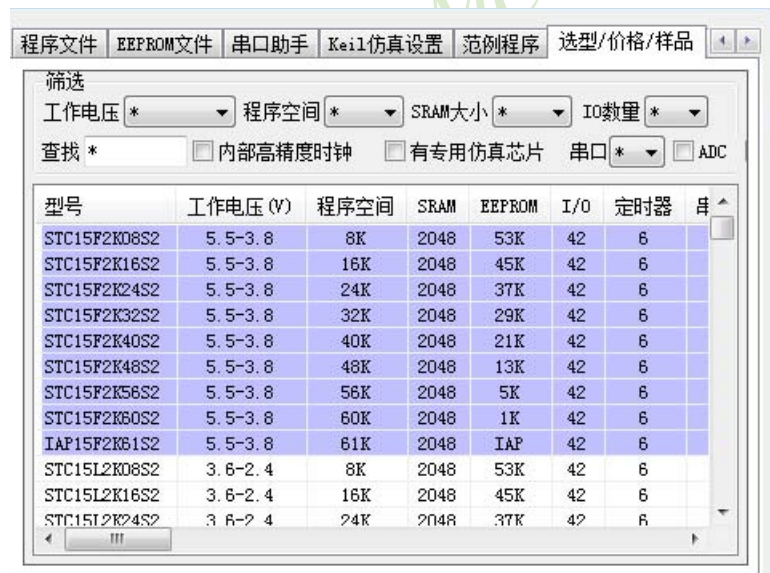 程序文件 EEPROM文件 串口助手 Keil仿真设置 范例程序 选型/价格/样品
筛选
工作电压 * 程序空间 * SRAM大小 * IO数量 *
查找 * 内部高精度时钟 有专用仿真芯片 串口 * ADC
型号 工作电压(V) 程序空间 SRAM EEPROM I/O 定时器 串
STC15F2K08S2 5.5-3.8 8K 2048 53K 42 6
STC15F2K16S2 5.5-3.8 16K 2048 45K 42 6
STC15F2K24S2 5.5-3.8 24K 2048 37K 42 6
STC15F2K32S2 5.5-3.8 32K 2048 29K 42 6
STC15F2K40S2 5.5-3.8 40K 2048 21K 42 6
STC15F2K48S2 5.5-3.8 48K 2048 13K 42 6
STC15F2K56S2 5.5-3.8 56K 2048 5K 42 6
STC15F2K60S2 5.5-3.8 60K 2048 1K 42 6
IAP15F2K61S2 5.5-3.8 61K 2048 IAP 42 6
STC15L2K08S2 3.6-2.4 8K 2048 53K 42 6
STC15L2K16S2 3.6-2.4 16K 2048 45K 42 6
STC15L2K24S2 3.6-2.4 24K 2048 37K 42 6